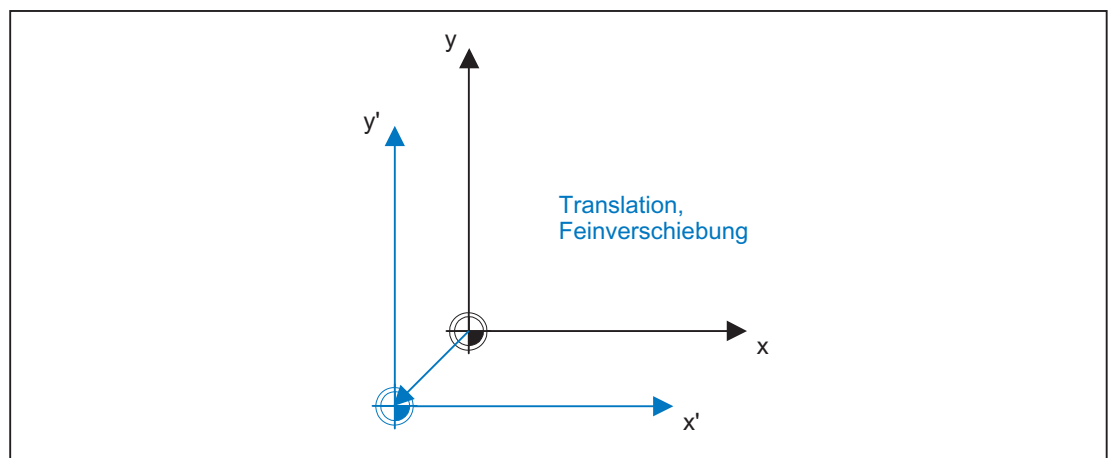 y
y'
Translation,
Feinverschiebung
x
x'